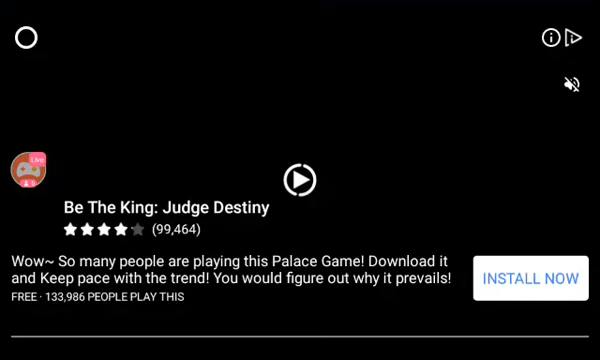 Live
Be The King: Judge Destiny
(99,464)
Wow~ So many people are playing this Palace Game! Download it
and Keep pace with the trend! You would figure out why it prevails!
INSTALL NOW
FREE · 133,986 PEOPLE PLAY THIS